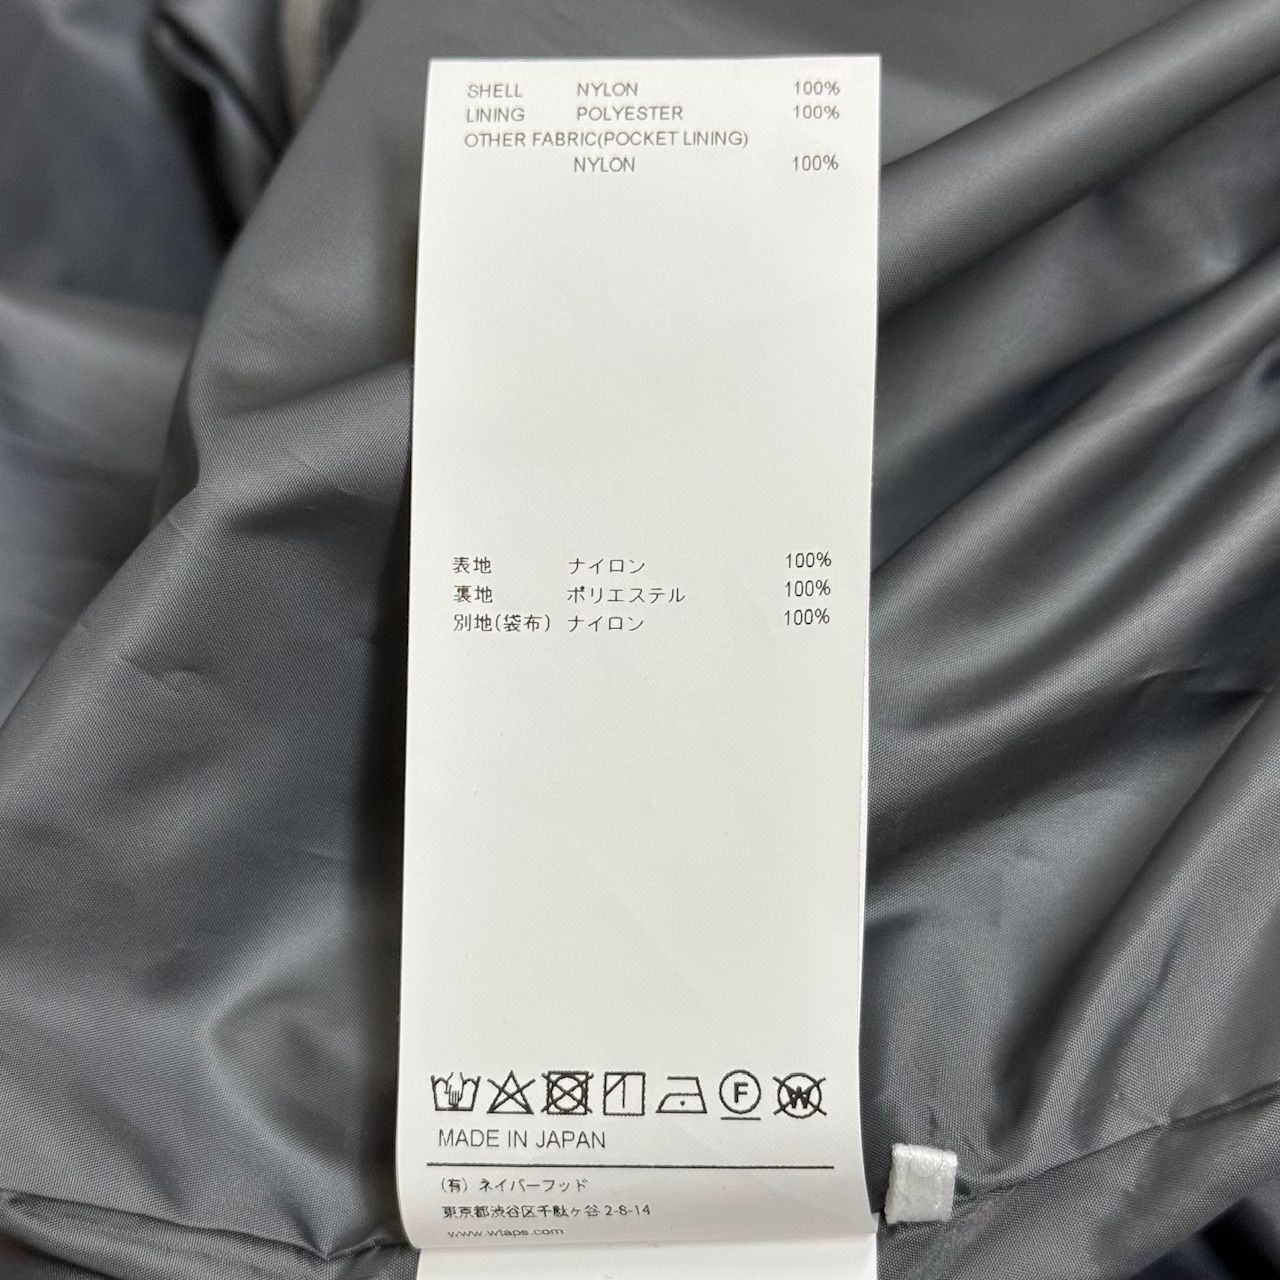 SHELL NYLON 100%
LINING POLYESTER 100%
OTHER FABRIC(POCKET LINING)
NYLON 100%
表地 ナイロン 100%
裏地 ポリエステル 100%
別地(袋布) ナイロン 100%
F W
MADE IN JAPAN
(有) ネイバーフッド
東京都渋谷区千駄ヶ谷 2-8-14
www.wtaps.com